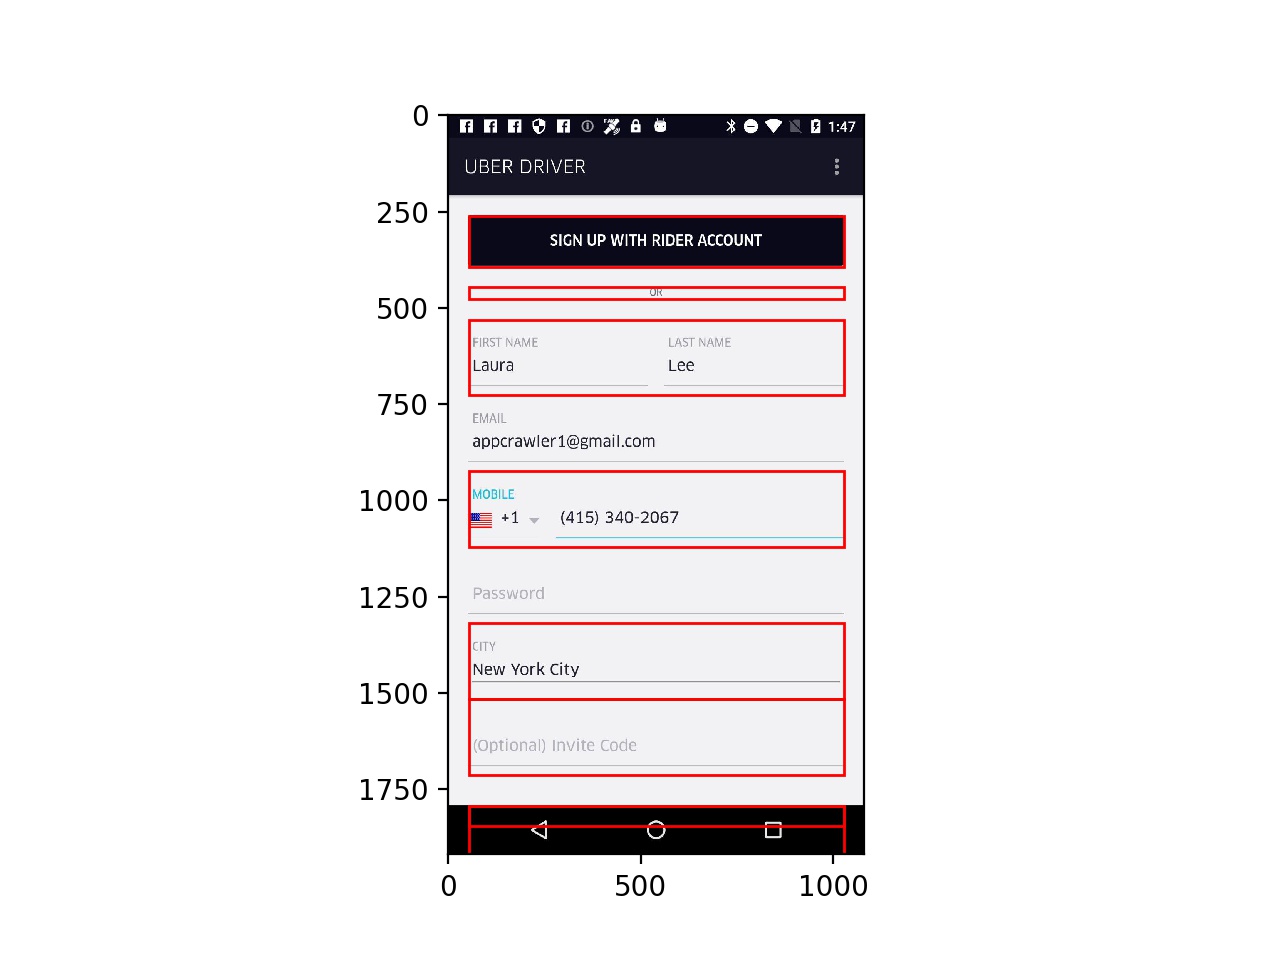 0
1:47
UBER DRIVER
250
SIGN UP WITH RIDER ACCOUNT
500
OR
FIRST NAME LAST NAME
Laura Lee
750
EMAIL
appcrawler1@gmail.com
1000
MOBILE
+1 (415) 340-2067
1250
Password
CITY
New York City
1500
(Optional) Invite Code
1750
0 500 1000